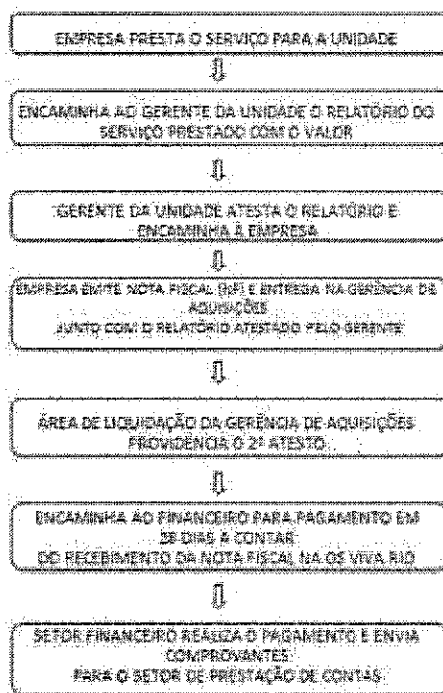 EMPRESA PRESTA O SERVIÇO PARA A UNIDADE
ENCAMINHA AO GERENTE DA UNIDADE O RELATÓRIO DO
SERVIÇO PRESTADO COM O VALOR
GERENTE DA UNIDADE ATESTA O RELATÓRIO E
ENCAMINHA À EMPRESA
EMPRESA EMITE NOTA FISCAL (NF) E ENTREGA NA GERÊNCIA DE
AQUISIÇÕES
JUNTO COM O RELATÓRIO ATESTADO PELO GERENTE
ÁREA DE LIQUIDAÇÃO DA GERÊNCIA DE AQUISIÇÕES
PROVIDENCIA O 2º ATESTO
ENCAMINHA AO FINANCEIRO PARA PAGAMENTO EM
DIAS A CONTAR
DO RECEBIMENTO DA NOTA FISCAL NA OS VIVA RIO
SETOR FINANCEIRO REALIZA O PAGAMENTO E ENVIA
COMPROVANTES
PARA O SETOR DE PRESTAÇÃO DE CONTAS